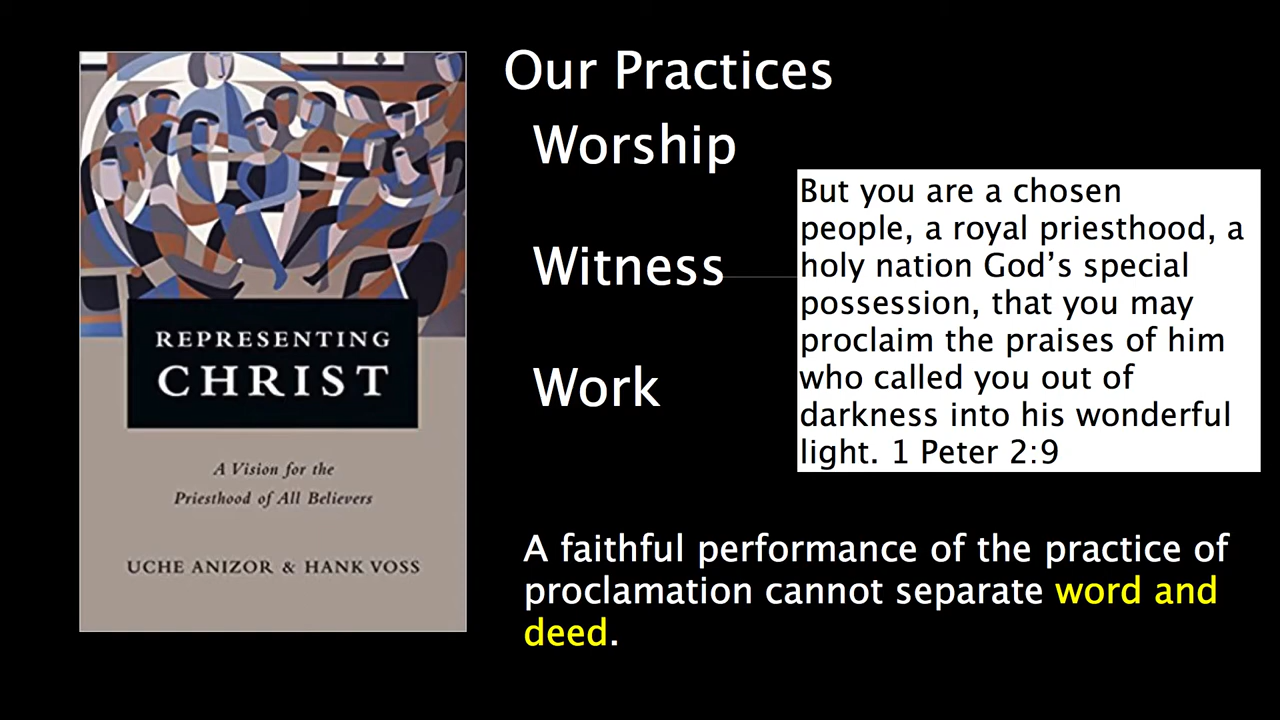 REPRESENTING
CHRIST
A Vision for the
Priesthood of All Believers
UCHE ANIZOR & HANK VOSS
Our Practices
Worship
Witness
Work
But you are a chosen
people, a royal priesthood, a
holy nation God’s special
possession, that you may
proclaim the praises of him
who called you out of
darkness into his wonderful
light. 1 Peter 2:9
A faithful performance of the practice of
proclamation cannot separate word and
deed.